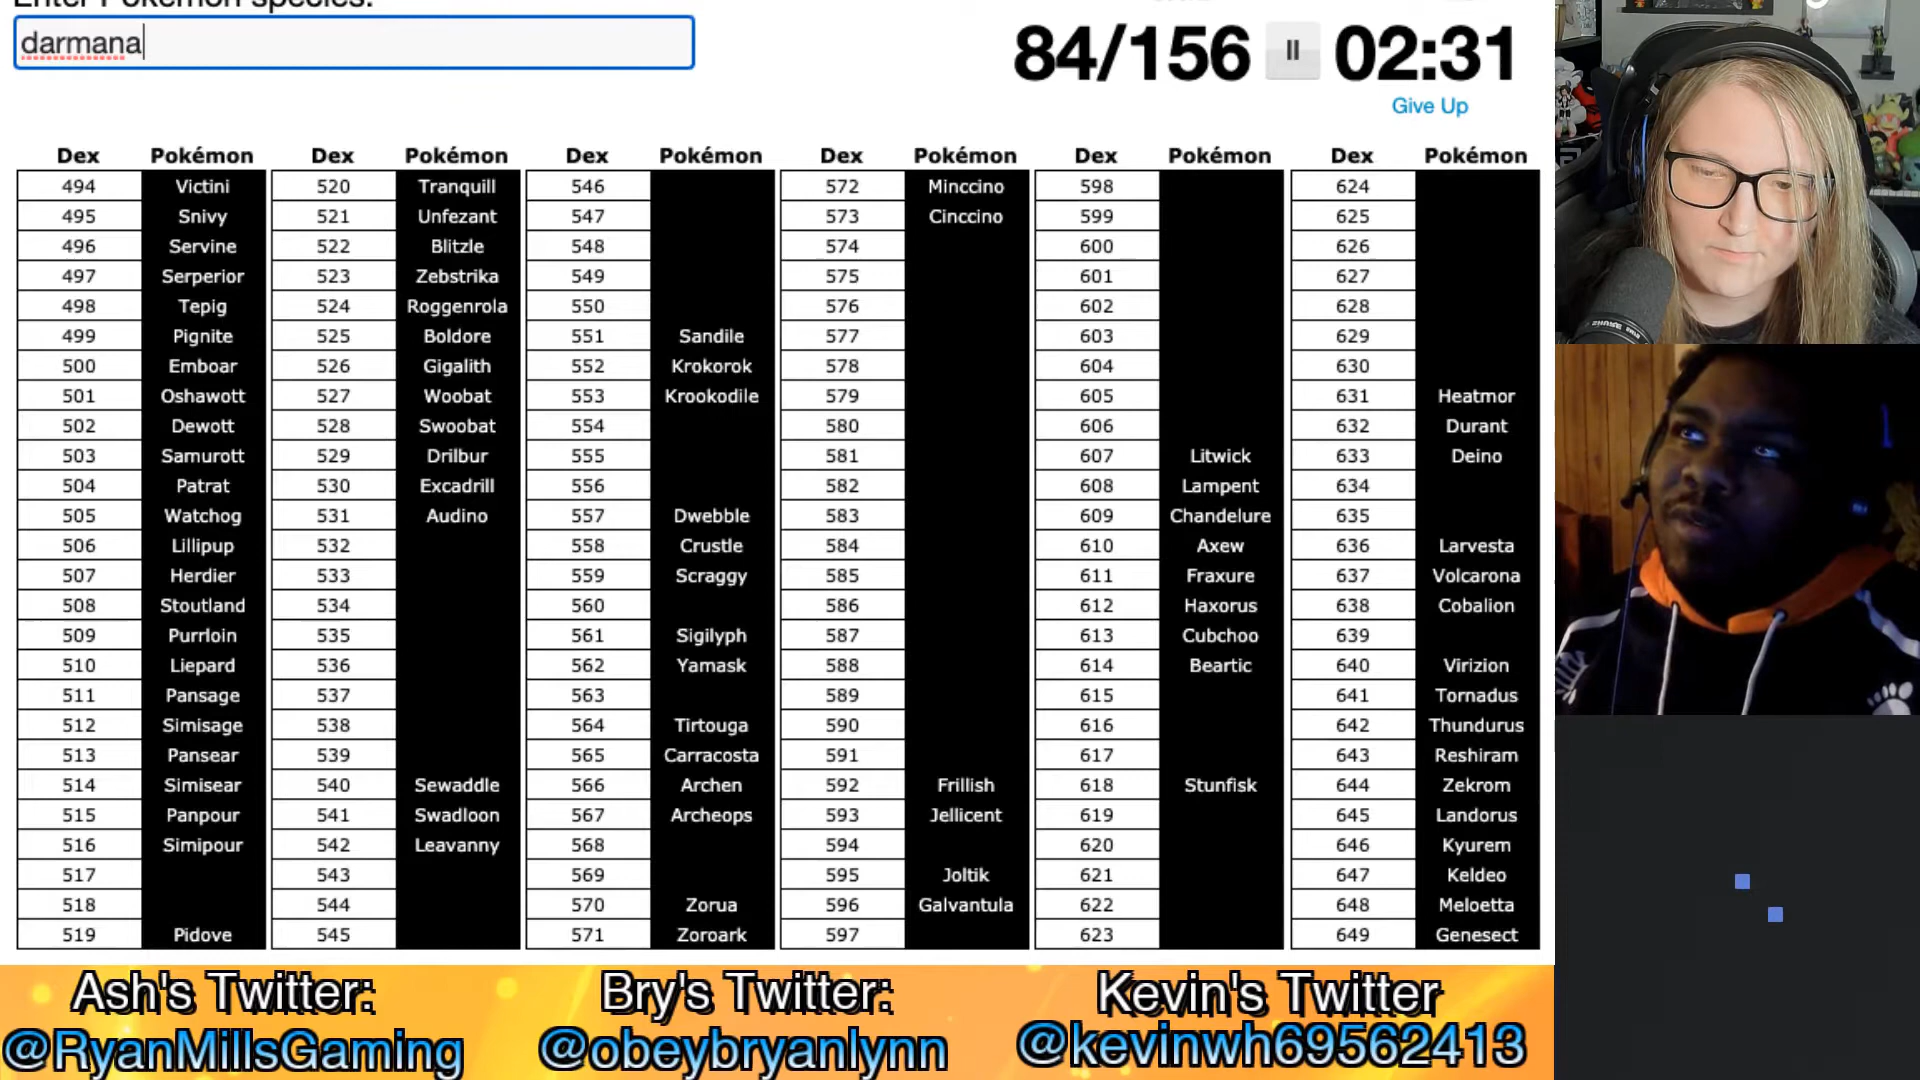 Enter Pokémon species:
darmana
84/156 02:31
Give Up
Dex Pokémon Dex Pokémon Dex Pokémon Dex Pokémon Dex Pokémon Dex Pokémon
494 Victini 520 Tranquill 546 572 Minccino 598 624
495 Snivy 521 Unfezant 547 573 Cinccino 599 625
496 Servine 522 Blitzle 548 574 600 626
497 Serperior 523 Zebstrika 549 575 601 627
498 Tepig 524 Roggenrola 550 576 602 628
499 Pignite 525 Boldore 551 Sandile 577 603 629
500 Emboar 526 Gigalith 552 Krokorok 578 604 630
501 Oshawott 527 Woobat 553 Krookodile 579 605 631 Heatmor
502 Dewott 528 Swoobat 554 580 606 632 Durant
503 Samurott 529 Drilbur 555 581 607 Litwick 633 Deino
504 Patrat 530 Excadrill 556 582 608 Lampent 634
505 Watchog 531 Audino 557 Dwebble 583 609 Chandelure 635
506 Lillipup 532 558 Crustle 584 610 Axew 636 Larvesta
507 Herdier 533 559 Scraggy 585 611 Fraxure 637 Volcarona
508 Stoutland 534 560 586 612 Haxorus 638 Cobalion
509 Purrloin 535 561 Sigilyph 587 613 Cubchoo 639
510 Liepard 536 562 Yamask 588 614 Beartic 640 Virizion
511 Pansage 537 563 589 615 641 Tornadus
512 Simisage 538 564 Tirtouga 590 616 642 Thundurus
513 Pansear 539 565 Carracosta 591 617 643 Reshiram
514 Simisear 540 Sewaddle 566 Archen 592 Frillish 618 Stunfisk 644 Zekrom
515 Panpour 541 Swadloon 567 Archeops 593 Jellicent 619 645 Landorus
516 Simipour 542 Leavanny 568 594 620 646 Kyurem
517 543 569 595 Joltik 621 647 Keldeo
518 544 570 Zorua 596 Galvantula 622 648 Meloetta
519 Pidove 545 571 Zoroark 597 623 649 Genesect
Ash's Twitter: Bry's Twitter: Kevin's Twitter
@RyanMillsGaming @obeybryanlynn @kevinwh69562413